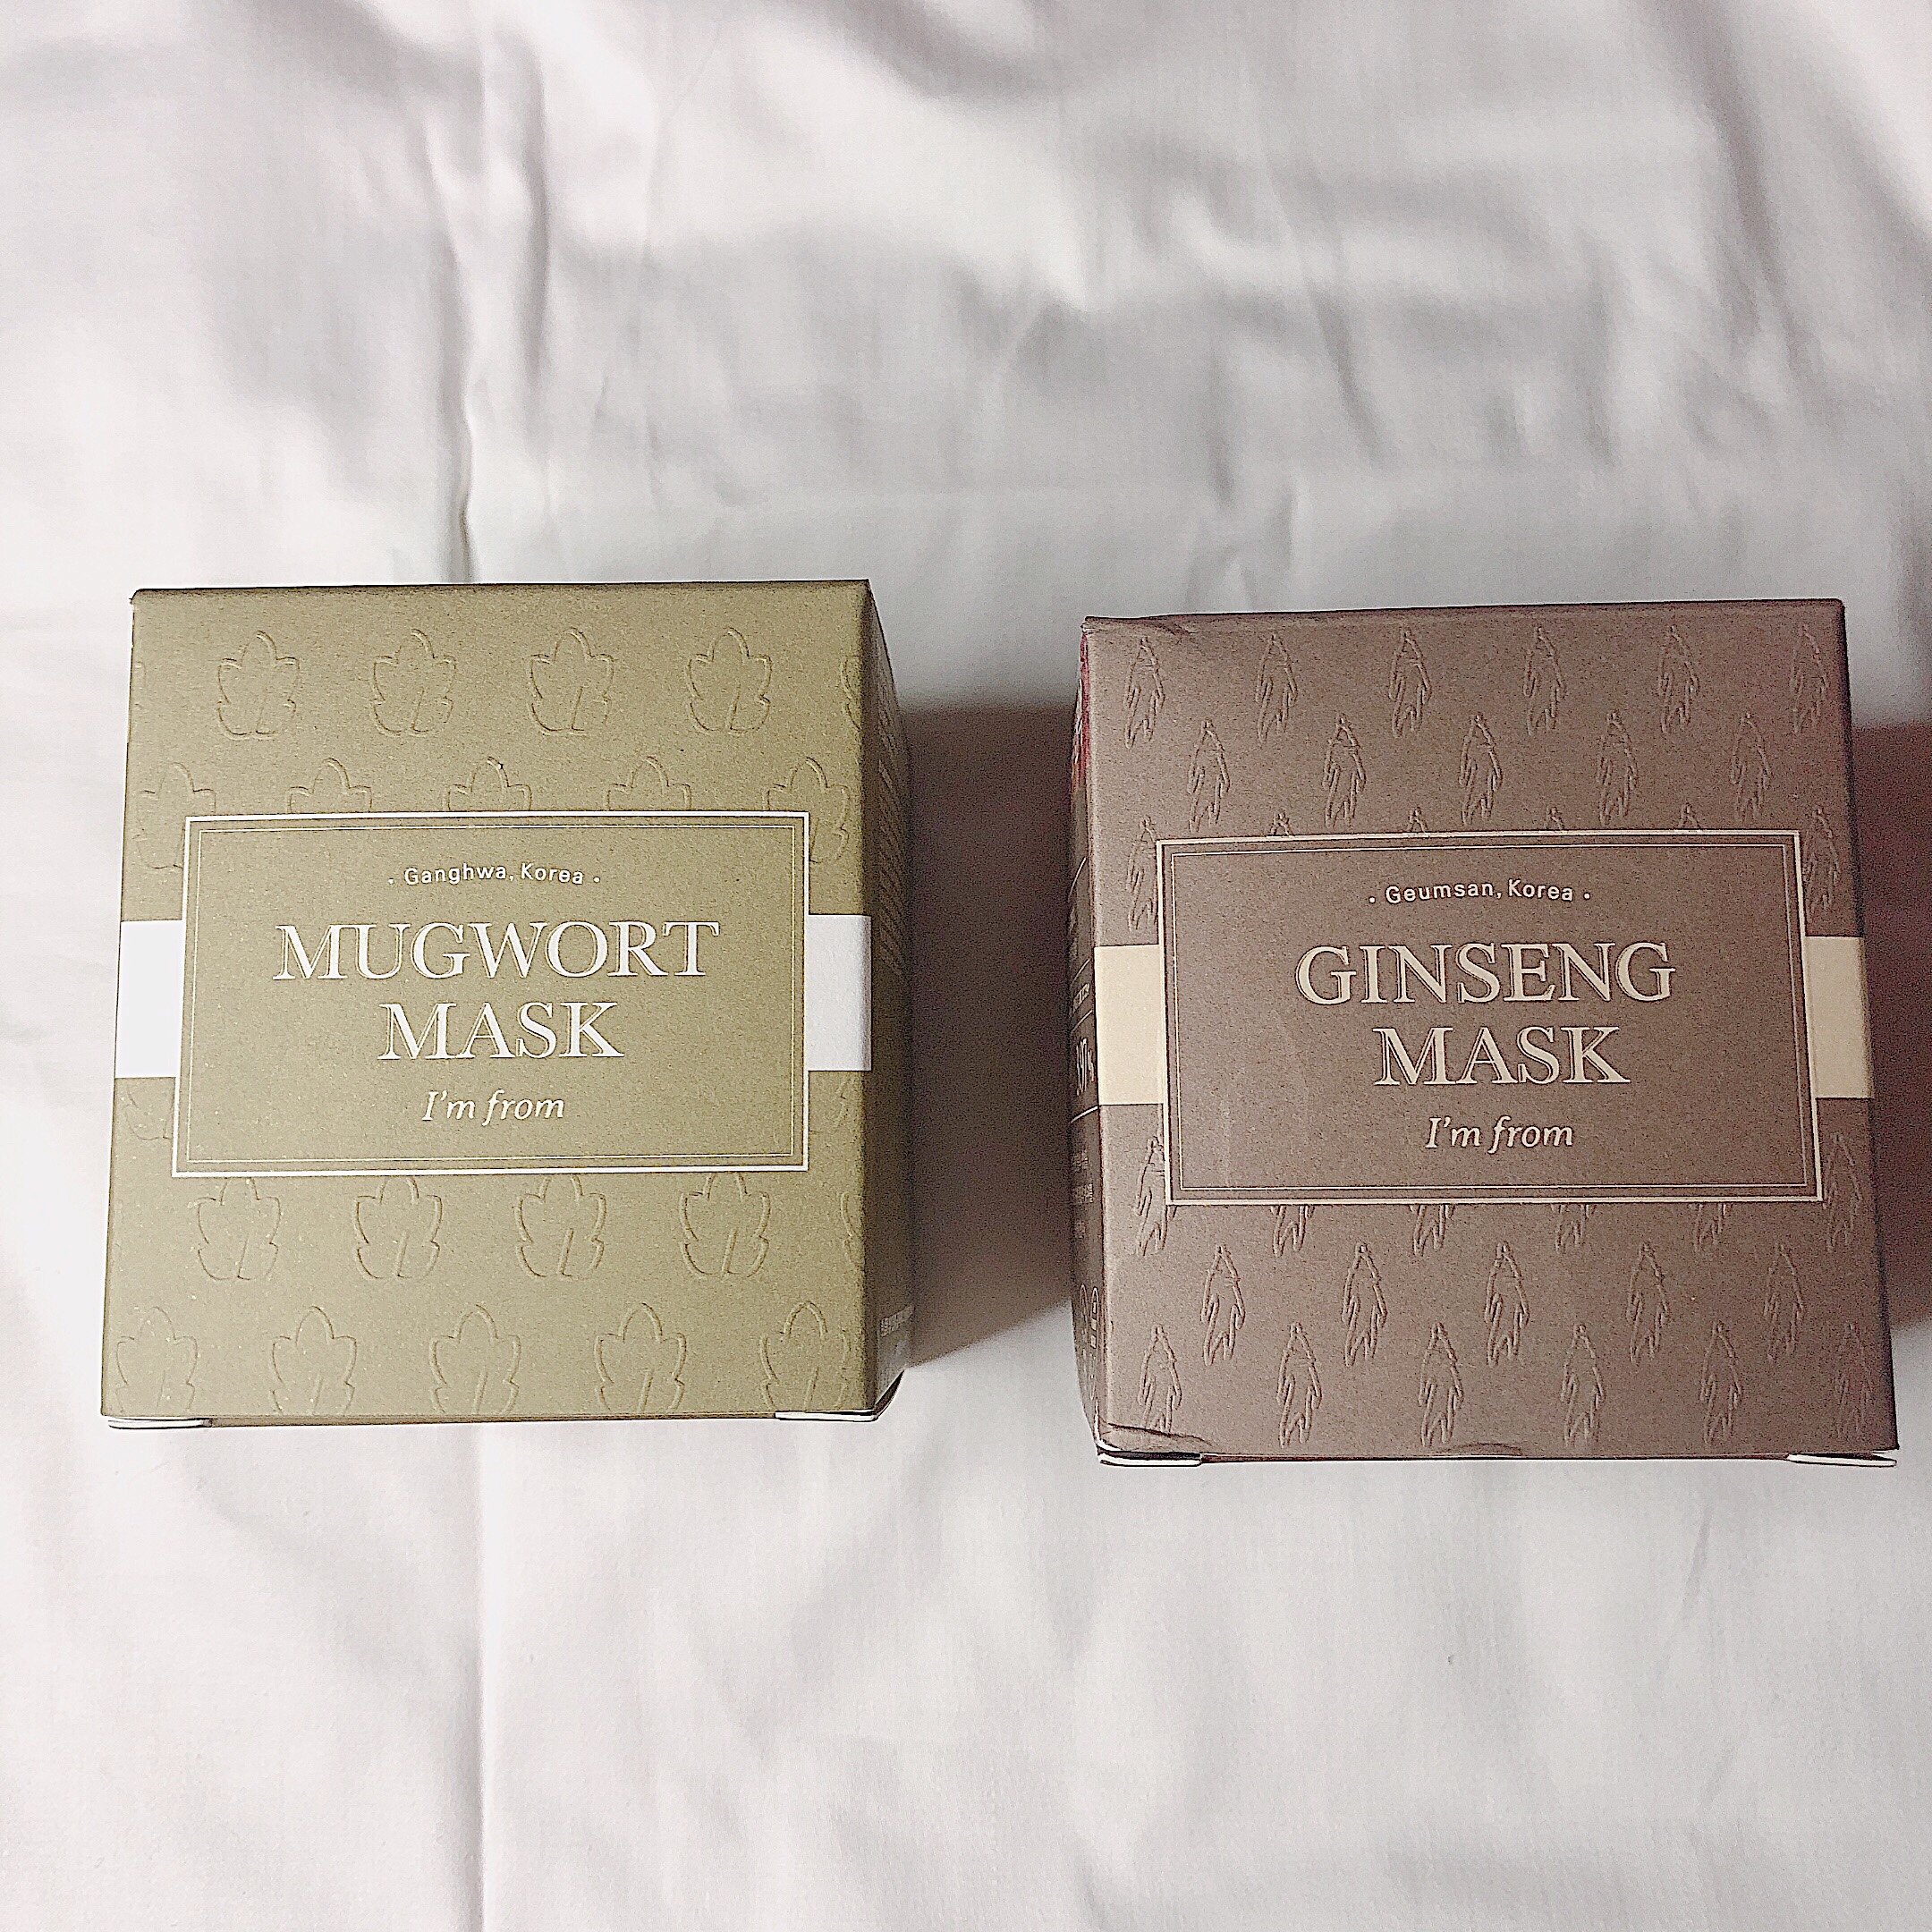 · Ganghwa, Korea ·
MUGWORT
MASK
I'm from
· Geumsan, Korea ·
GINSENG
MASK
I'm from